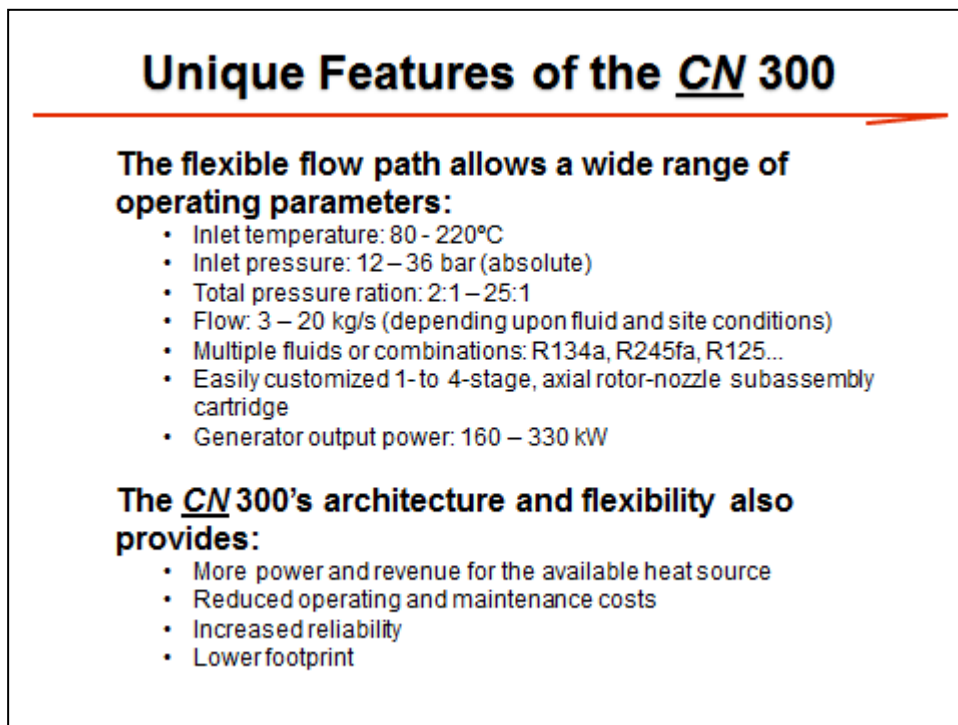 Unique Features of the CN 300
The flexible flow path allows a wide range of
operating parameters:
• Inlet temperature: 80 - 220°C
• Inlet pressure: 12 – 36 bar (absolute)
• Total pressure ration: 2:1 – 25:1
• Flow: 3 – 20 kg/s (depending upon fluid and site conditions)
• Multiple fluids or combinations: R134a, R245fa, R125...
• Easily customized 1- to 4-stage, axial rotor-nozzle subassembly
cartridge
• Generator output power: 160 – 330 kW
The CN 300's architecture and flexibility also
provides:
• More power and revenue for the available heat source
• Reduced operating and maintenance costs
• Increased reliability
• Lower footprint